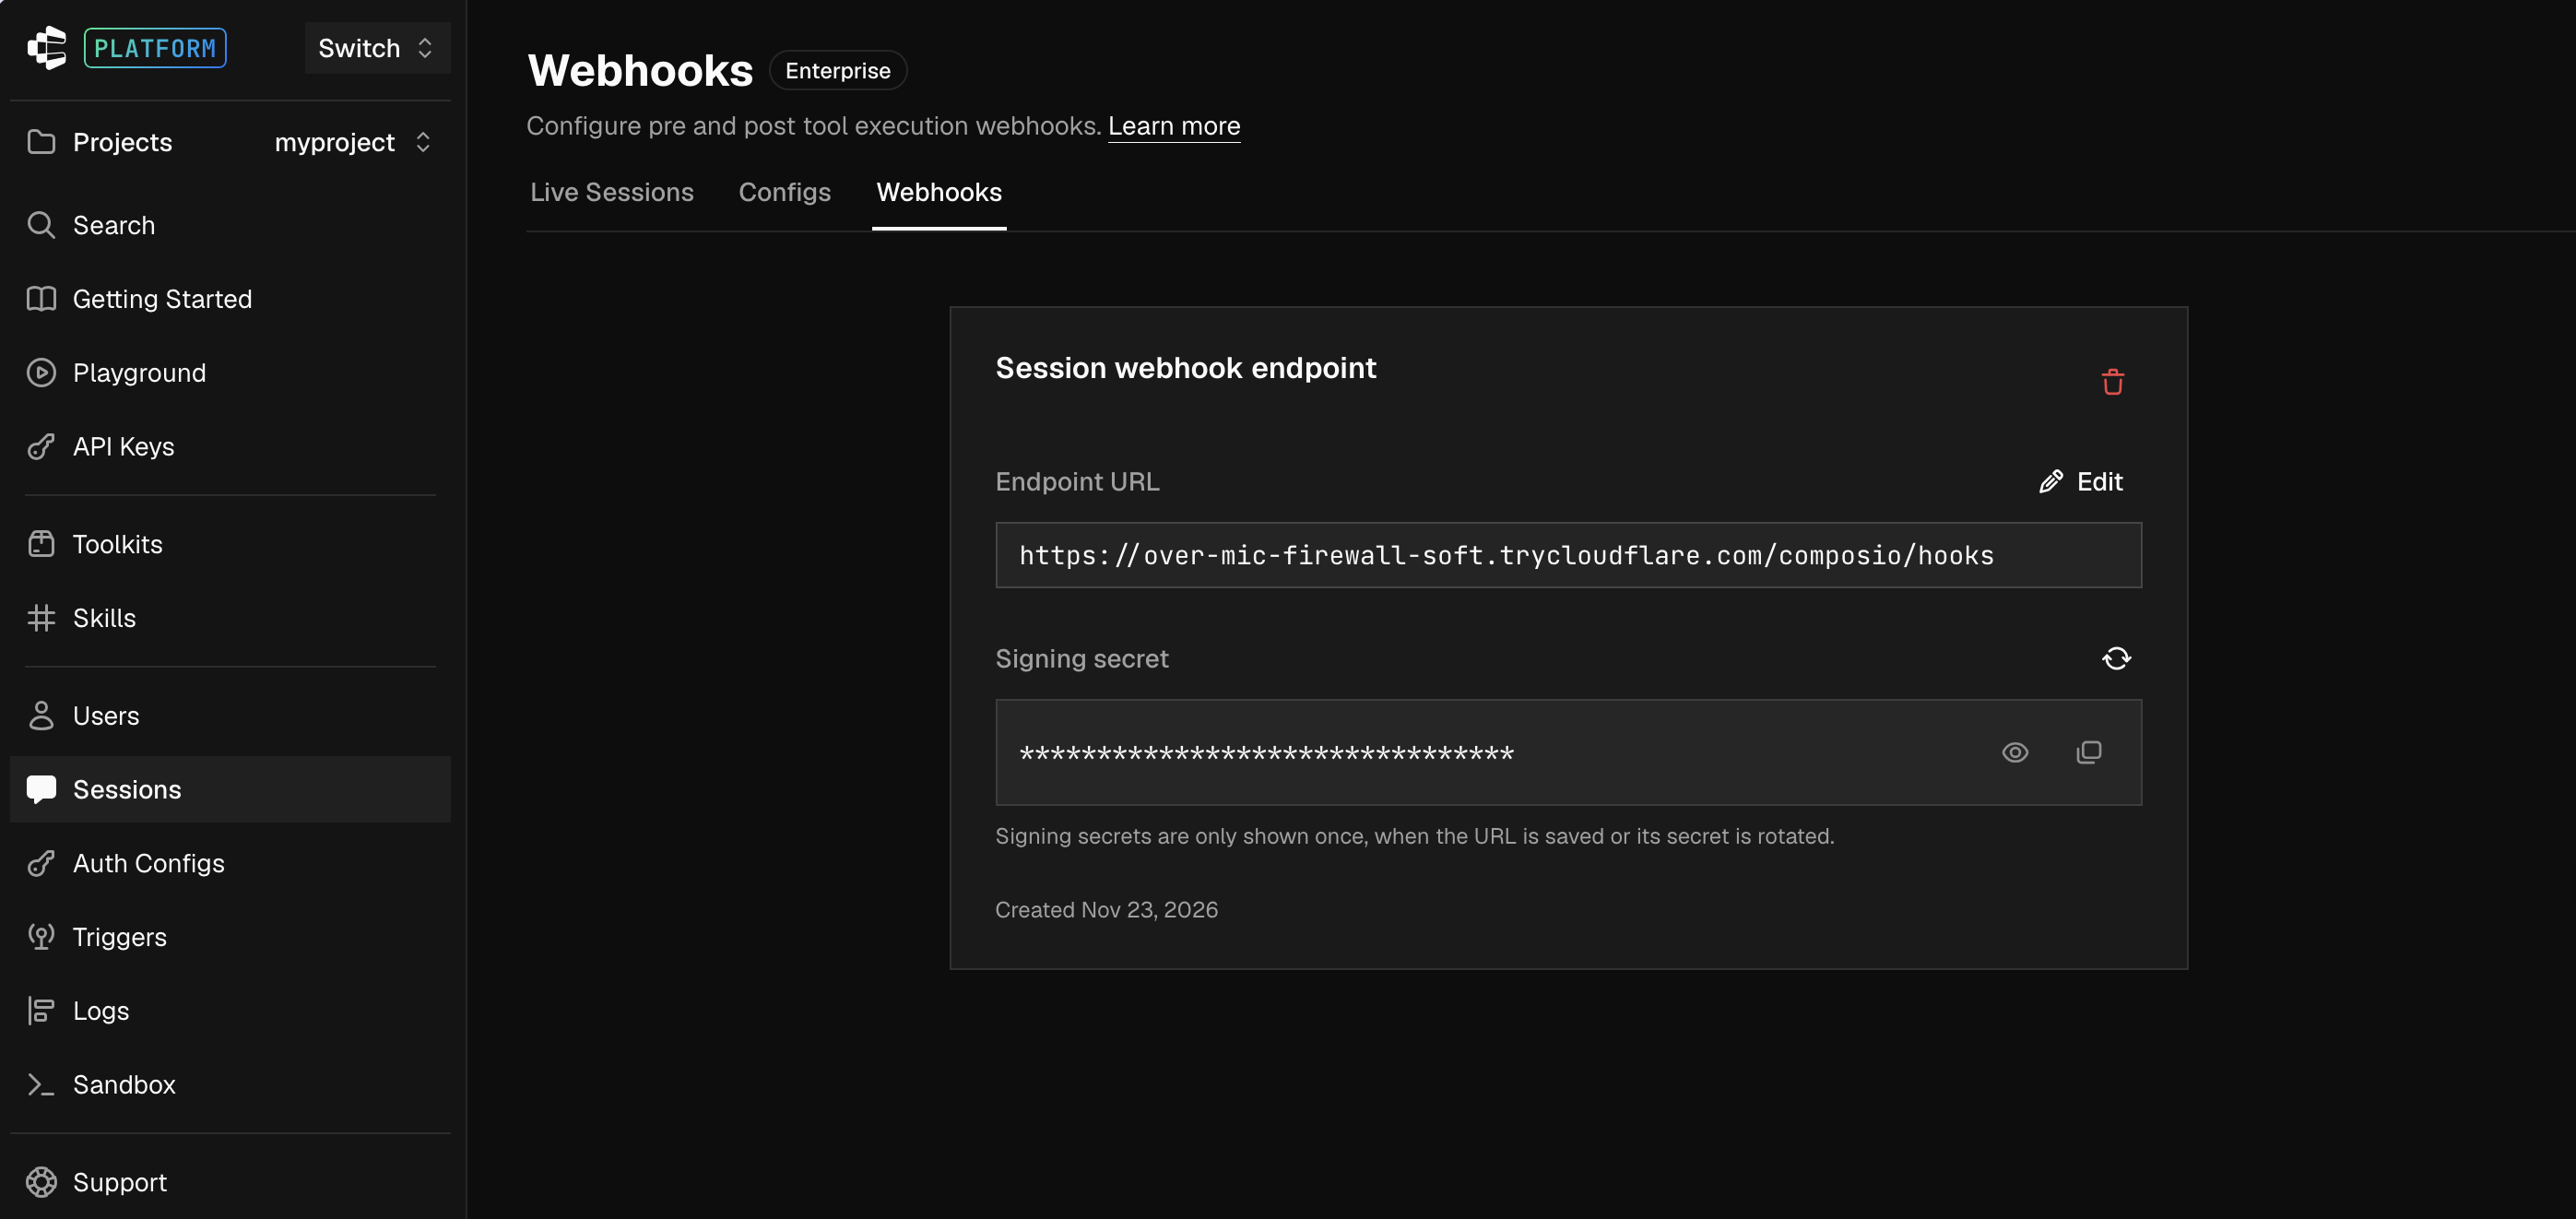 PLATFORM
Switch
Projects
myproject
Search
Getting Started
Playground
API Keys
Toolkits
Skills
Users
Sessions
Auth Configs
Triggers
Logs
Sandbox
Support
Webhooks
Enterprise
Configure pre and post tool execution webhooks. Learn more
Live Sessions
Configs
Webhooks
Session webhook endpoint
Endpoint URL
Edit
https://over-mic-firewall-soft.trycloudflare.com/composio/hooks
Signing secret
********************************
Signing secrets are only shown once, when the URL is saved or its secret is rotated.
Created Nov 23, 2026